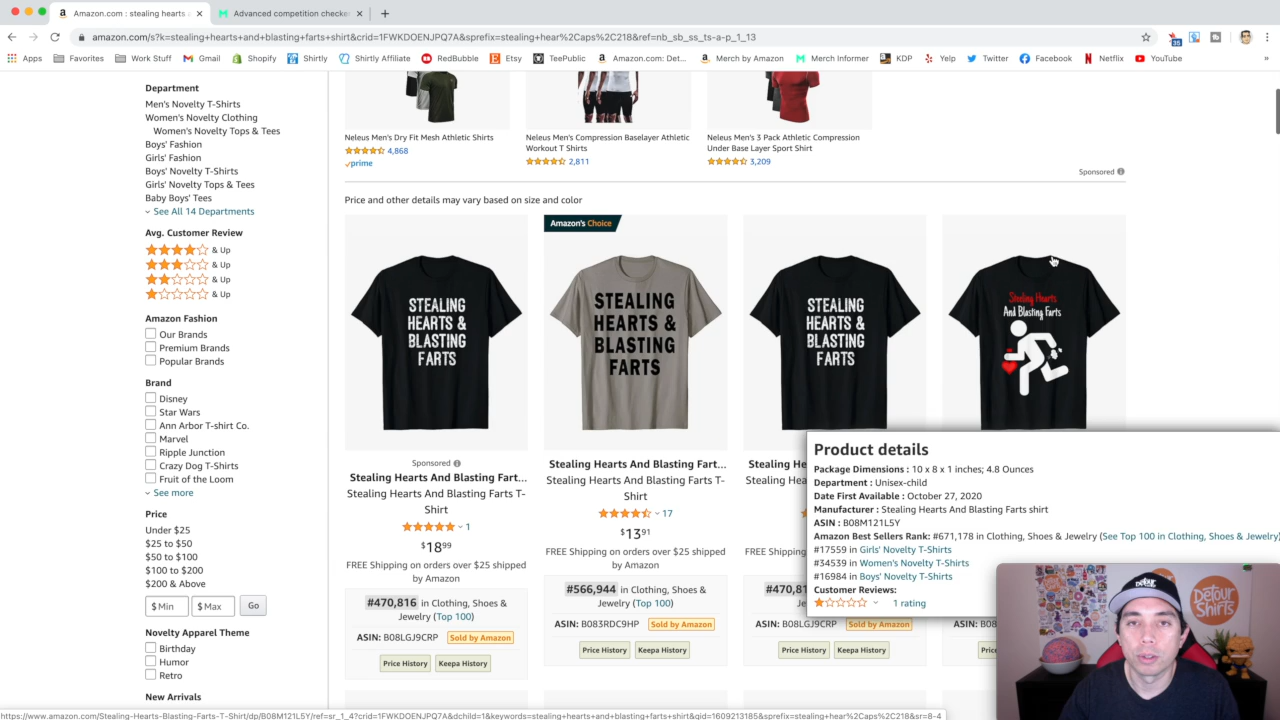 Amazon.com : stealing hearts a
Advanced competition checker
amazon.com/s?k=stealing+hearts+and+blasting+farts+shirt&crid=1FWKDOENJPQ7A&sprefix=stealing+hear%2Caps%2C218&ref=nb_sb_ss_ts-a-p_1_13
Apps Favorites Work Stuff Gmail Shopify Shirtly Shirtly Affiliate RedBubble Etsy TeePublic Amazon.com: Det... Merch by Amazon Merch Informer KDP Yelp Twitter Facebook Netflix YouTube »
Department
Men's Novelty T-Shirts
Women's Novelty Clothing
Women's Novelty Tops & Tees
Boys' Fashion
Girls' Fashion
Boys' Novelty T-Shirts
Girls' Novelty Tops & Tees
Baby Boys' Tees
See All 14 Departments
Avg. Customer Review
& Up
& Up
& Up
& Up
Amazon Fashion
Our Brands
Premium Brands
Popular Brands
Brand
Disney
Star Wars
Ann Arbor T-shirt Co.
Marvel
Ripple Junction
Crazy Dog T-Shirts
Fruit of the Loom
See more
Price
Under $25
$25 to $50
$50 to $100
$100 to $200
$200 & Above
$ Min $ Max Go
Novelty Apparel Theme
Birthday
Humor
Retro
New Arrivals
Neleus Men's Dry Fit Mesh Athletic Shirts
4,868
prime
Neleus Men's Compression Baselayer Athletic
Workout T Shirts
2,811
Neleus Men's 3 Pack Athletic Compression
Under Base Layer Sport Shirt
3,209
Sponsored
Price and other details may vary based on size and color
STEALING
HEARTS &
BLASTING
FARTS
Sponsored
Stealing Hearts And Blasting Fart...
Stealing Hearts And Blasting Farts T-
Shirt
1
$1899
FREE Shipping on orders over $25 shipped
by Amazon
#470,816 in Clothing, Shoes &
Jewelry (Top 100)
ASIN: B08LGJ9CRP Sold by Amazon
Price History Keepa History
Amazon's Choice
STEALING
HEARTS &
BLASTING
FARTS
Stealing Hearts And Blasting Fart...
Stealing Hearts And Blasting Farts T-
Shirt
17
$1391
FREE Shipping on orders over $25 shipped
by Amazon
#566,944 in Clothing, Shoes &
Jewelry (Top 100)
ASIN: B083RDC9HP Sold by Amazon
Price History Keepa History
STEALING
HEARTS &
BLASTING
FARTS
Stealing He
Stealing Hea
FREE Shippin
#470,81
Jewelry (Top 100)
ASIN: B08LGJ9CRP Sold by Amazon
Price History Keepa History
Stealing Hearts
And Blasting Farts
ASIN: B0
Pric
Product details
Package Dimensions : 10 x 8 x 1 inches; 4.8 Ounces
Department : Unisex-child
Date First Available : October 27, 2020
Manufacturer : Stealing Hearts And Blasting Farts shirt
ASIN : B08M121L5Y
Amazon Best Sellers Rank: #671,178 in Clothing, Shoes & Jewelry (See Top 100 in Clothing, Shoes & Jewelry)
#17559 in Girls' Novelty T-Shirts
#34539 in Women's Novelty T-Shirts
#16984 in Boys' Novelty T-Shirts
Customer Reviews:
1 rating
DETOUR
DETOUR
SHIRTS
https://www.amazon.com/Stealing-Hearts-Blasting-Farts-T-Shirt/dp/B08M121L5Y/ref=sr_1_4?crid=1FWKDOENJPQ7A&dchild=1&keywords=stealing+hearts+and+blasting+farts+shirt&qid=1609213185&sprefix=stealing+hear%2Caps%2C218&sr=8-4